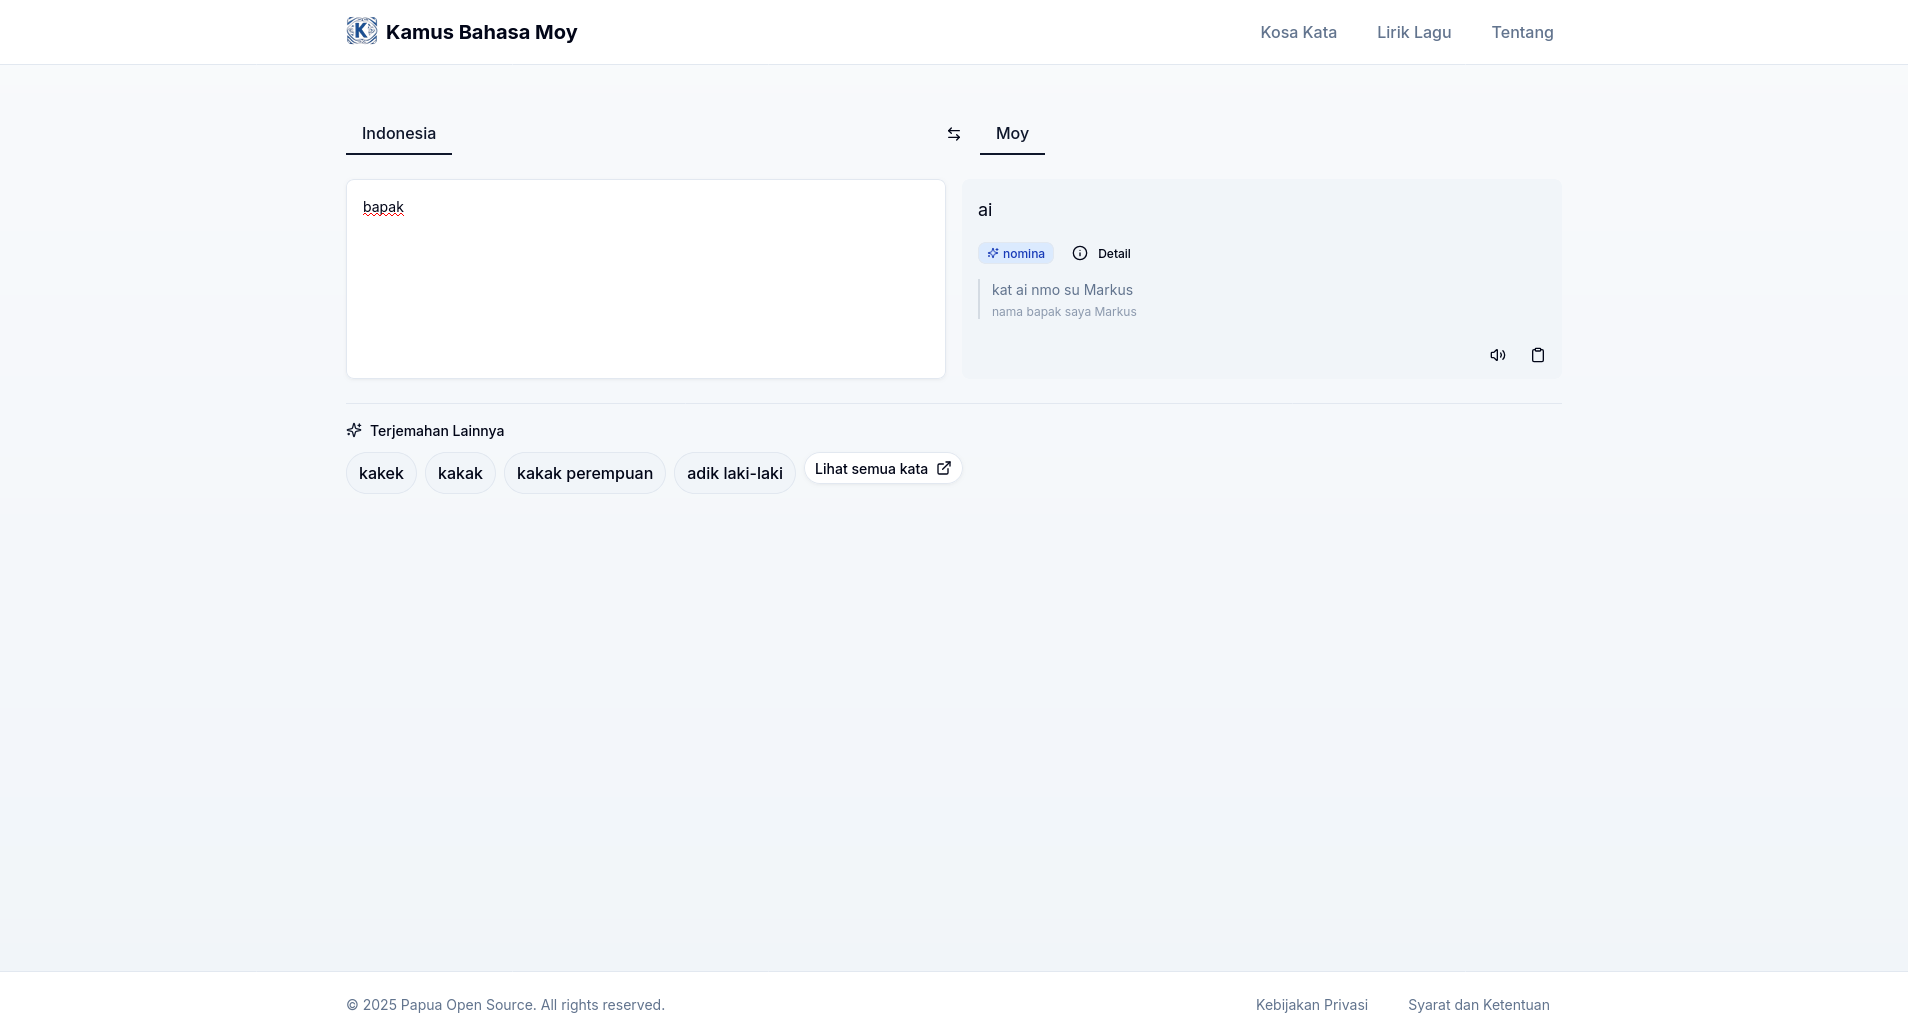 Kamus Bahasa Moy
Kosa Kata
Lirik Lagu
Tentang
Indonesia
Moy
bapak
ai
nomina
Detail
kat ai nmo su Markus
nama bapak saya Markus
Terjemahan Lainnya
kakek
kakak
kakak perempuan
adik laki-laki
Lihat semua kata
© 2025 Papua Open Source. All rights reserved.
Kebijakan Privasi
Syarat dan Ketentuan